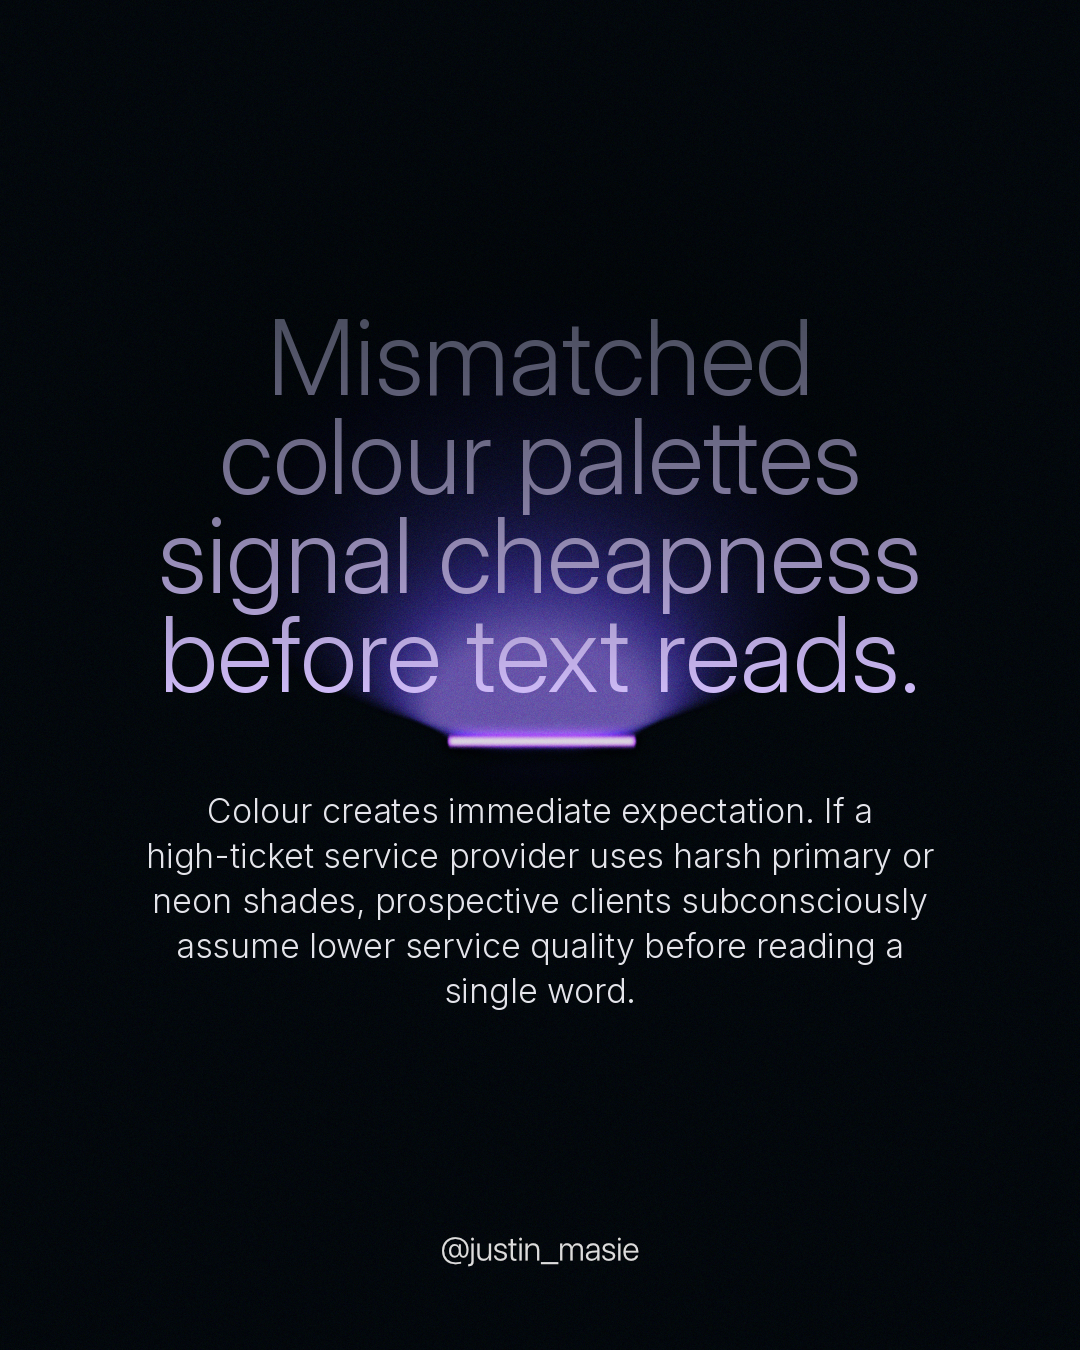 Mismatched
colour palettes
signal cheapness
before text reads.
Colour creates immediate expectation. If a
high-ticket service provider uses harsh primary or
neon shades, prospective clients subconsciously
assume lower service quality before reading a
single word.
@justin_masie